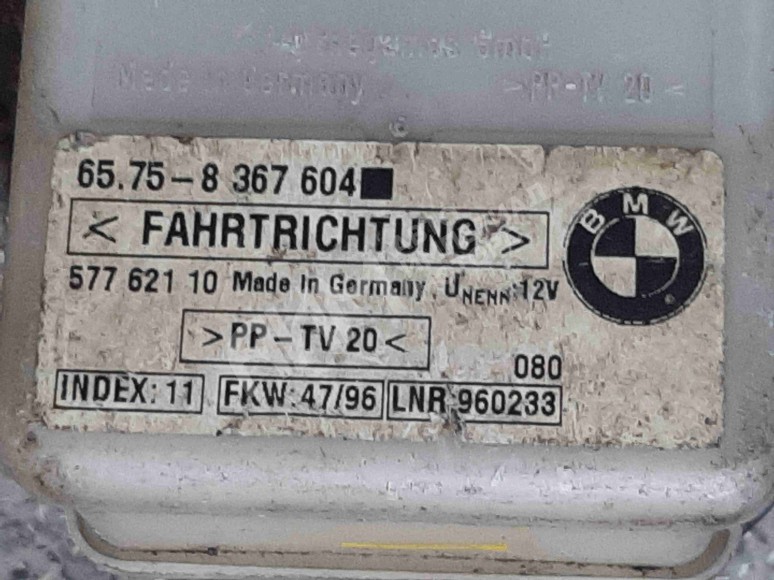 Made in Germany >PP-TV 20<
65.75-8 367 604■
< FAHRTRICHTUNG >
BMW
577 621 10 Made in Germany. UNENN:12V
>PP-TV 20<
080
INDEX: 11 FKW: 47/96 LNR:960233